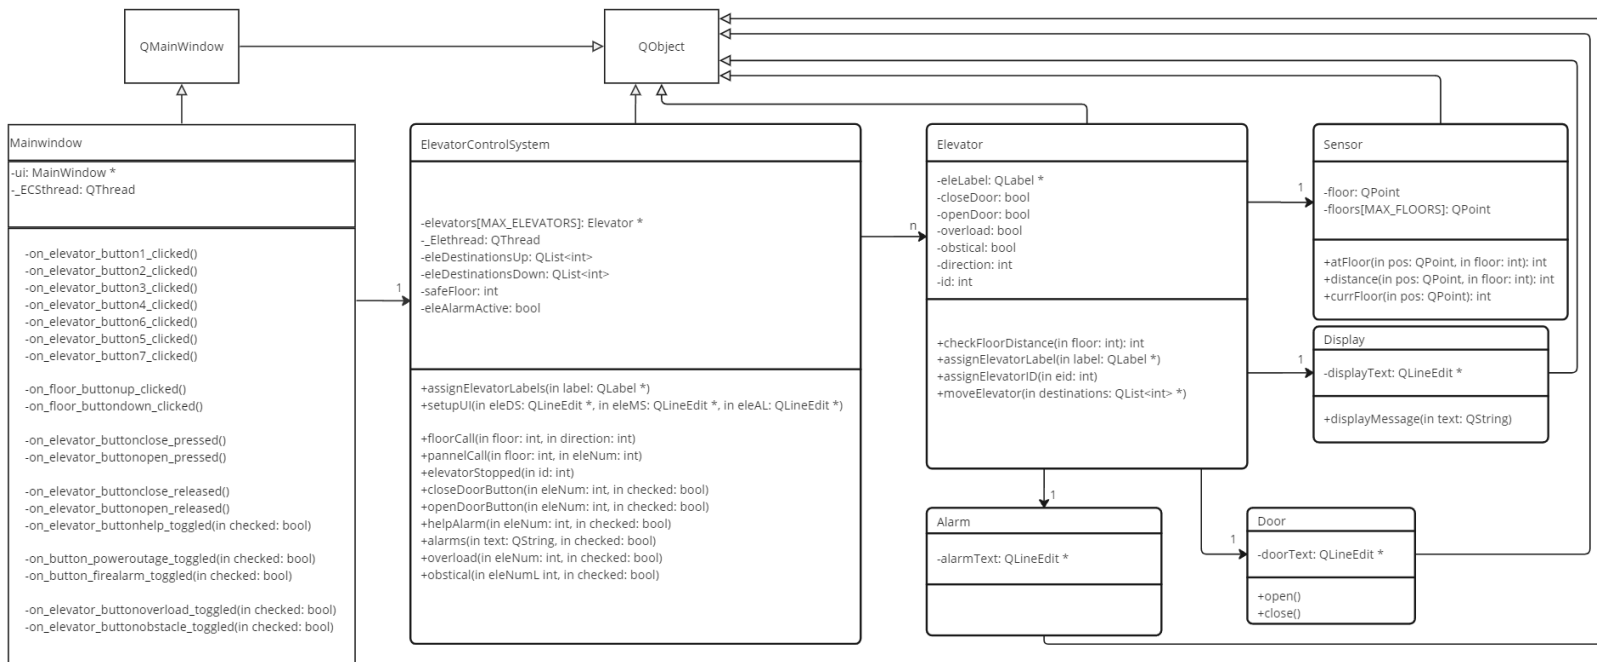 QMainWindow
QObject
Mainwindow
-ui: MainWindow *
-_ECSthread: QThread
-on_elevator_button1_clicked()
-on_elevator_button2_clicked()
-on_elevator_button3_clicked()
-on_elevator_button4_clicked()
-on_elevator_button6_clicked()
-on_elevator_button5_clicked()
-on_elevator_button7_clicked()
-on_floor_buttonup_clicked()
-on_floor_buttondown_clicked()
-on_elevator_buttonclose_pressed()
-on_elevator_buttonopen_pressed()
-on_elevator_buttonclose_released()
-on_elevator_buttonopen_released()
-on_elevator_buttonhelp_toggled(in checked: bool)
-on_button_poweroutage_toggled(in checked: bool)
-on_button_firealarm_toggled(in checked: bool)
-on_elevator_buttonoverload_toggled(in checked: bool)
-on_elevator_buttonobstacle_toggled(in checked: bool)
1
ElevatorControlSystem
-elevators[MAX_ELEVATORS]: Elevator *
-_Elethread: QThread
-eleDestinationsUp: QList<int>
-eleDestinationsDown: QList<int>
-safeFloor: int
-eleAlarmActive: bool
+assignElevatorLabels(in label: QLabel *)
+setupUI(in eleDS: QLineEdit *, in eleMS: QLineEdit *, in eleAL: QLineEdit *)
+floorCall(in floor: int, in direction: int)
+pannelCall(in floor: int, in eleNum: int)
+elevatorStopped(in id: int)
+closeDoorButton(in eleNum: int, in checked: bool)
+openDoorButton(in eleNum: int, in checked: bool)
+helpAlarm(in eleNum: int, in checked: bool)
+alarms(in text: QString, in checked: bool)
+overload(in eleNum: int, in checked: bool)
+obstical(in eleNumL int, in checked: bool)
n
Elevator
-eleLabel: QLabel *
-closeDoor: bool
-openDoor: bool
-overload: bool
-obstical: bool
-direction: int
-id: int
+checkFloorDistance(in floor: int): int
+assignElevatorLabel(in label: QLabel *)
+assignElevatorID(in eid: int)
+moveElevator(in destinations: QList<int> *)
1
Sensor
-floor: QPoint
-floors[MAX_FLOORS]: QPoint
+atFloor(in pos: QPoint, in floor: int): int
+distance(in pos: QPoint, in floor: int): int
+currFloor(in pos: QPoint): int
1
Display
-displayText: QLineEdit *
+displayMessage(in text: QString)
1
Alarm
-alarmText: QLineEdit *
1
Door
-doorText: QLineEdit *
+open()
+close()